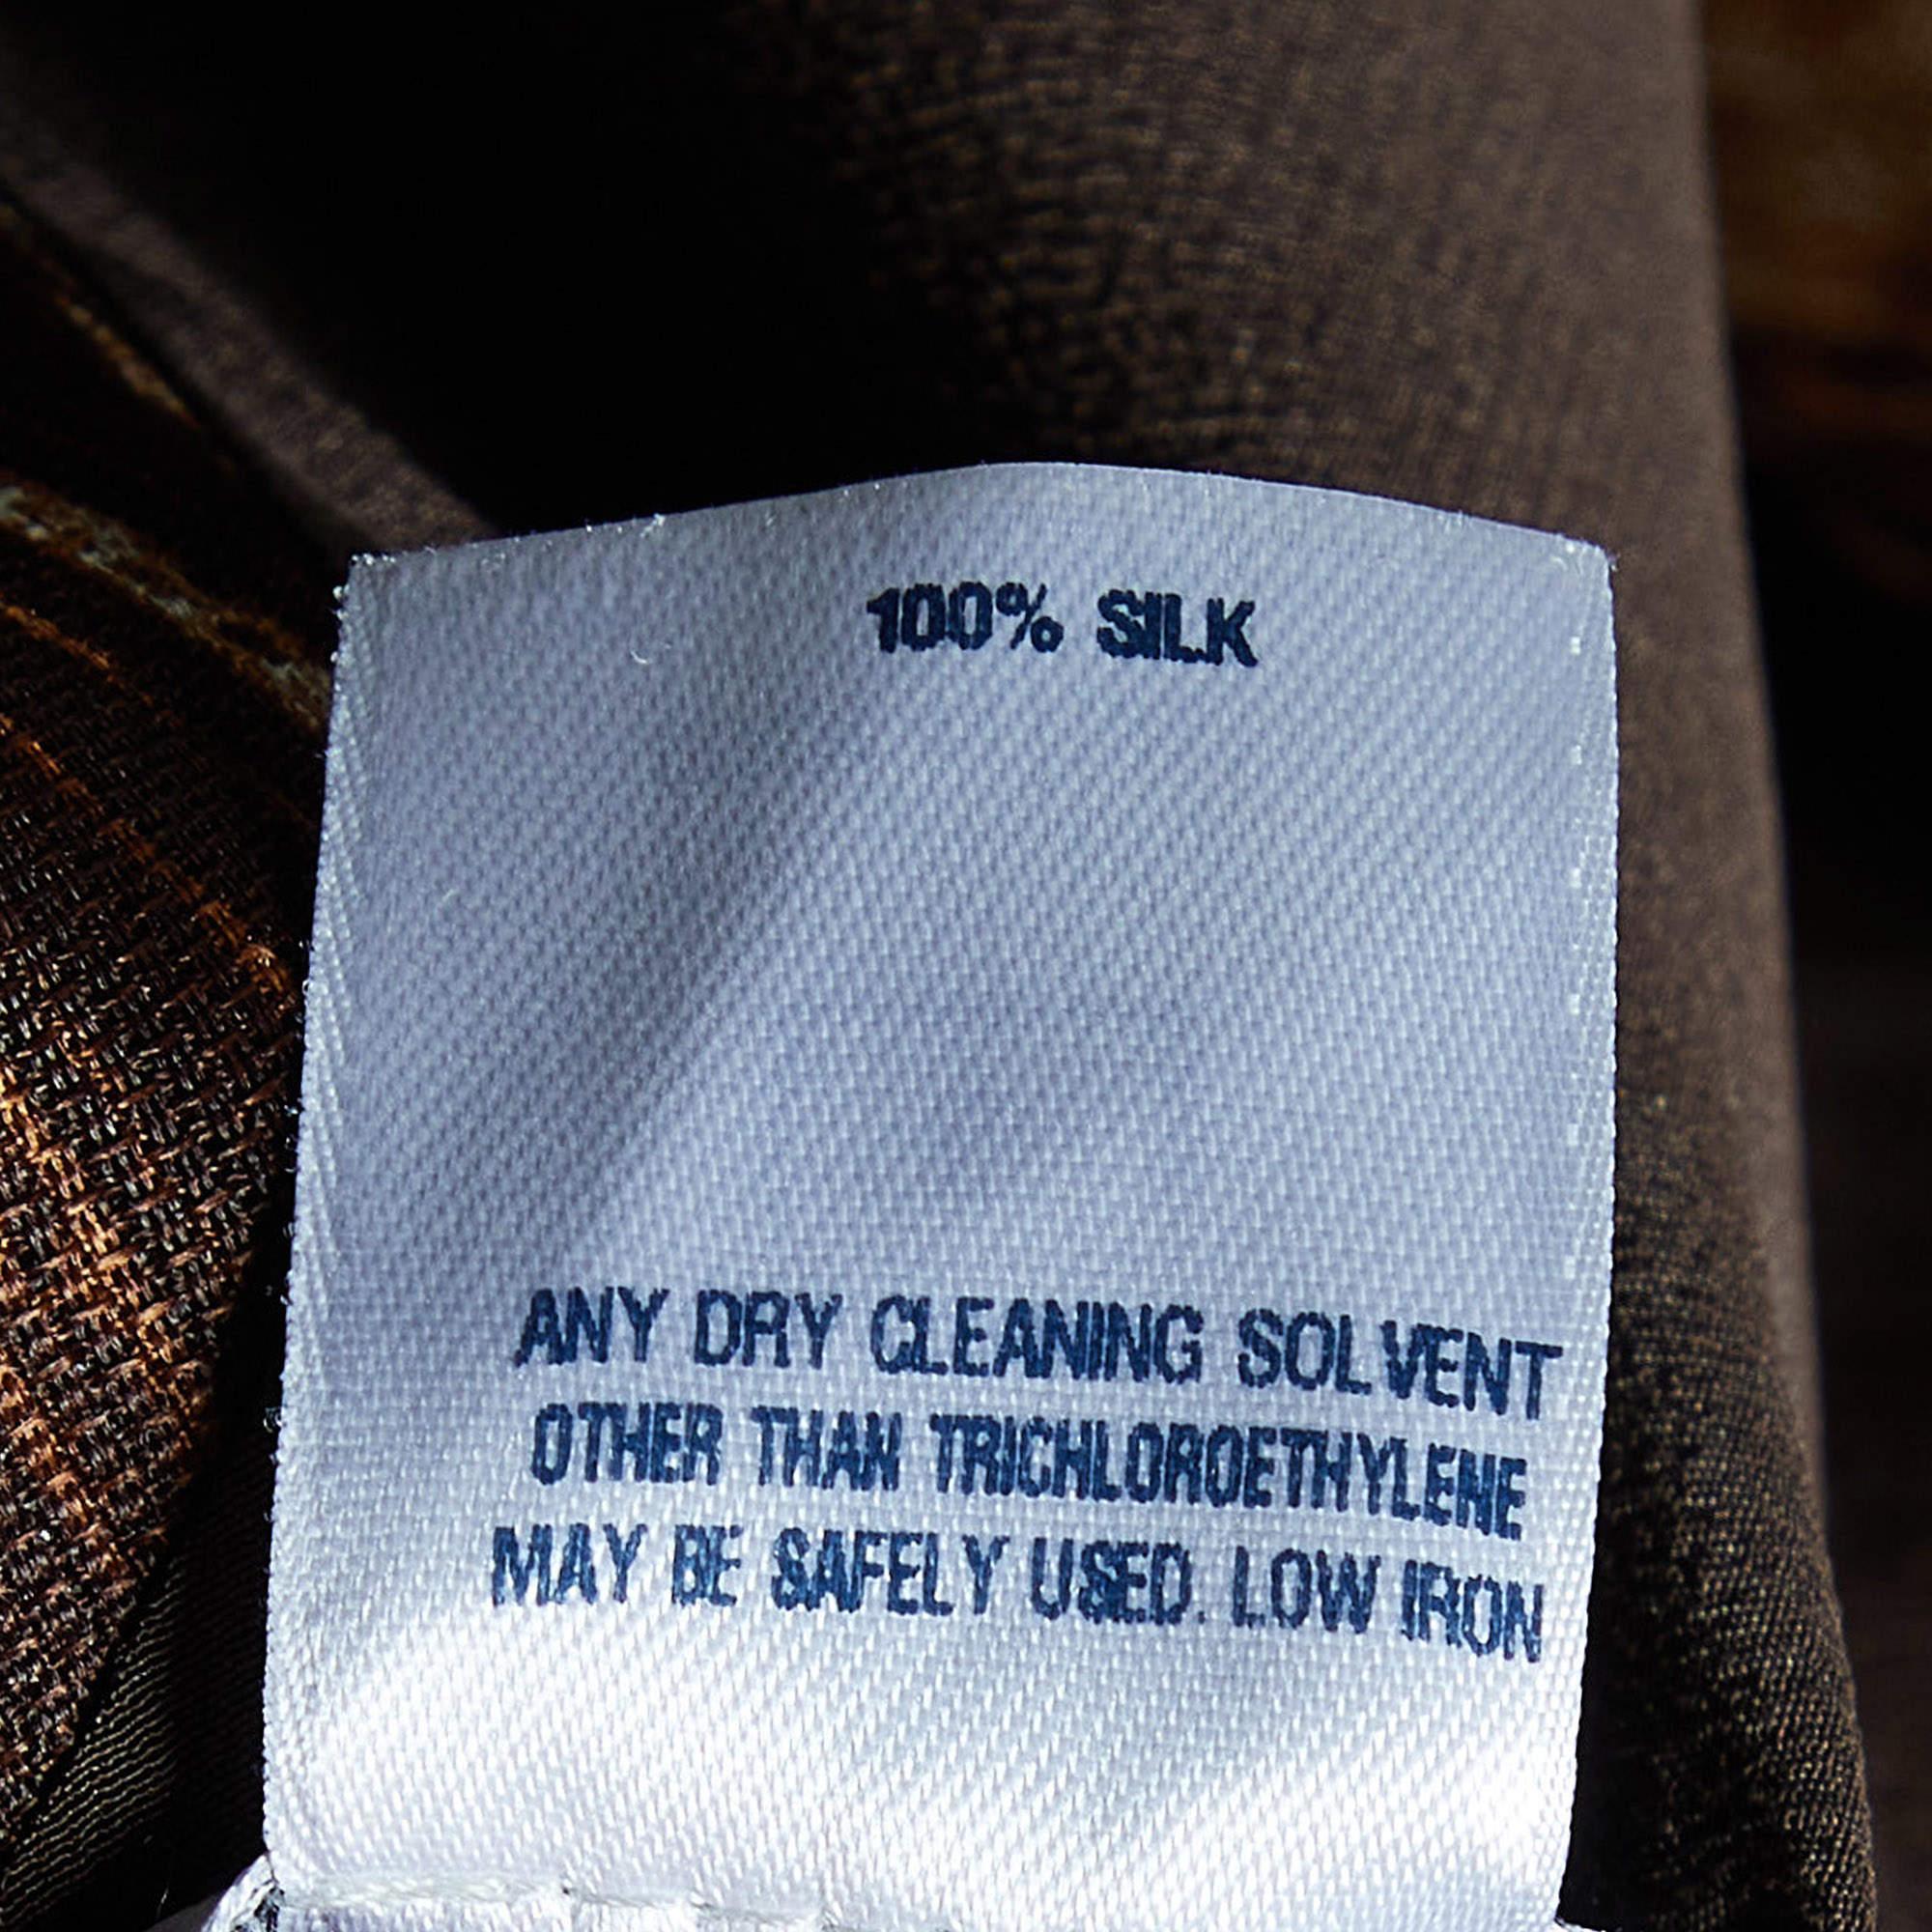 100% SILK
ANY DRY CLEANING SOLVENT
OTHER THAN TRICHLOROETHYLENE
MAY BE SAFELY USED. LOW IRON